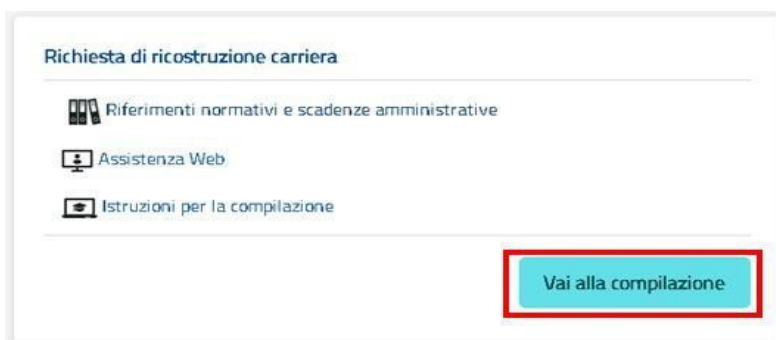 Richiesta di ricostruzione carriera
Riferimenti normativi e scadenze amministrative
Assistenza Web
Istruzioni per la compilazione
Vai alla compilazione